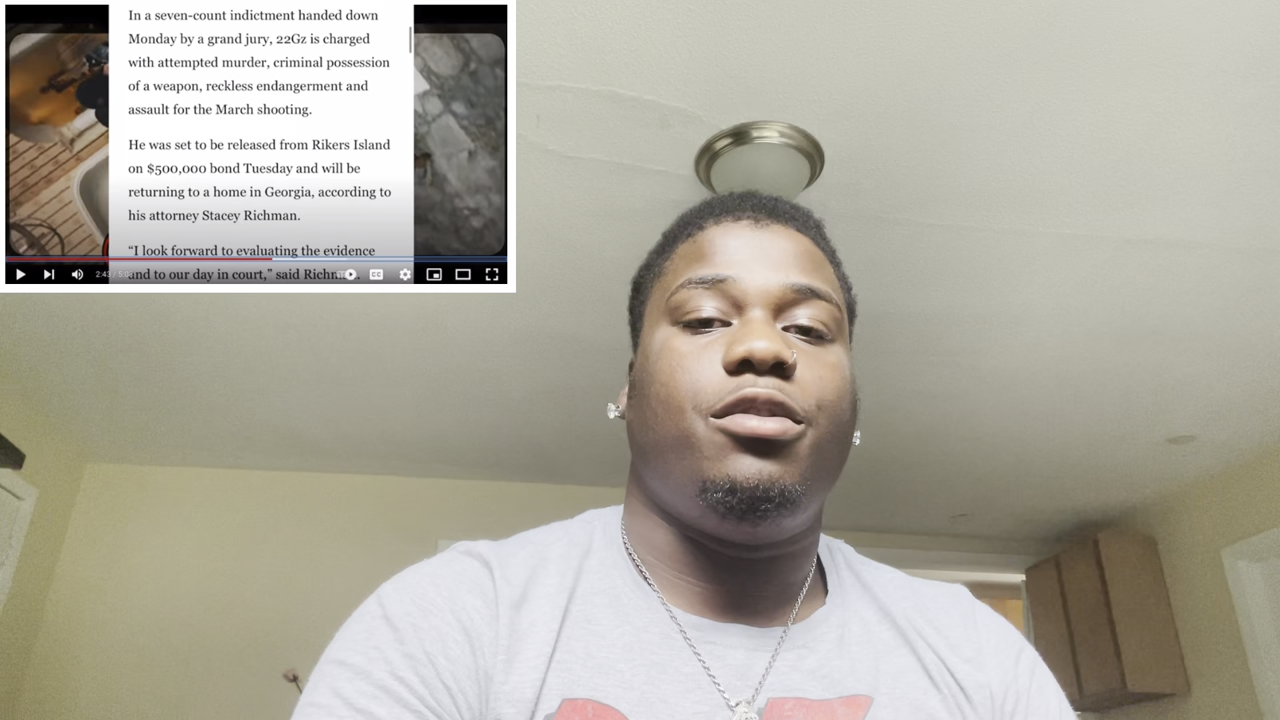 In a seven-count indictment handed down
Monday by a grand jury, 22Gz is charged
with attempted murder, criminal possession
of a weapon, reckless endangerment and
assault for the March shooting.
He was set to be released from Rikers Island
on $500,000 bond Tuesday and will be
returning to a home in Georgia, according to
his attorney Stacey Richman.
“I look forward to evaluating the evidence
and to our day in court,” said
2:43
CC